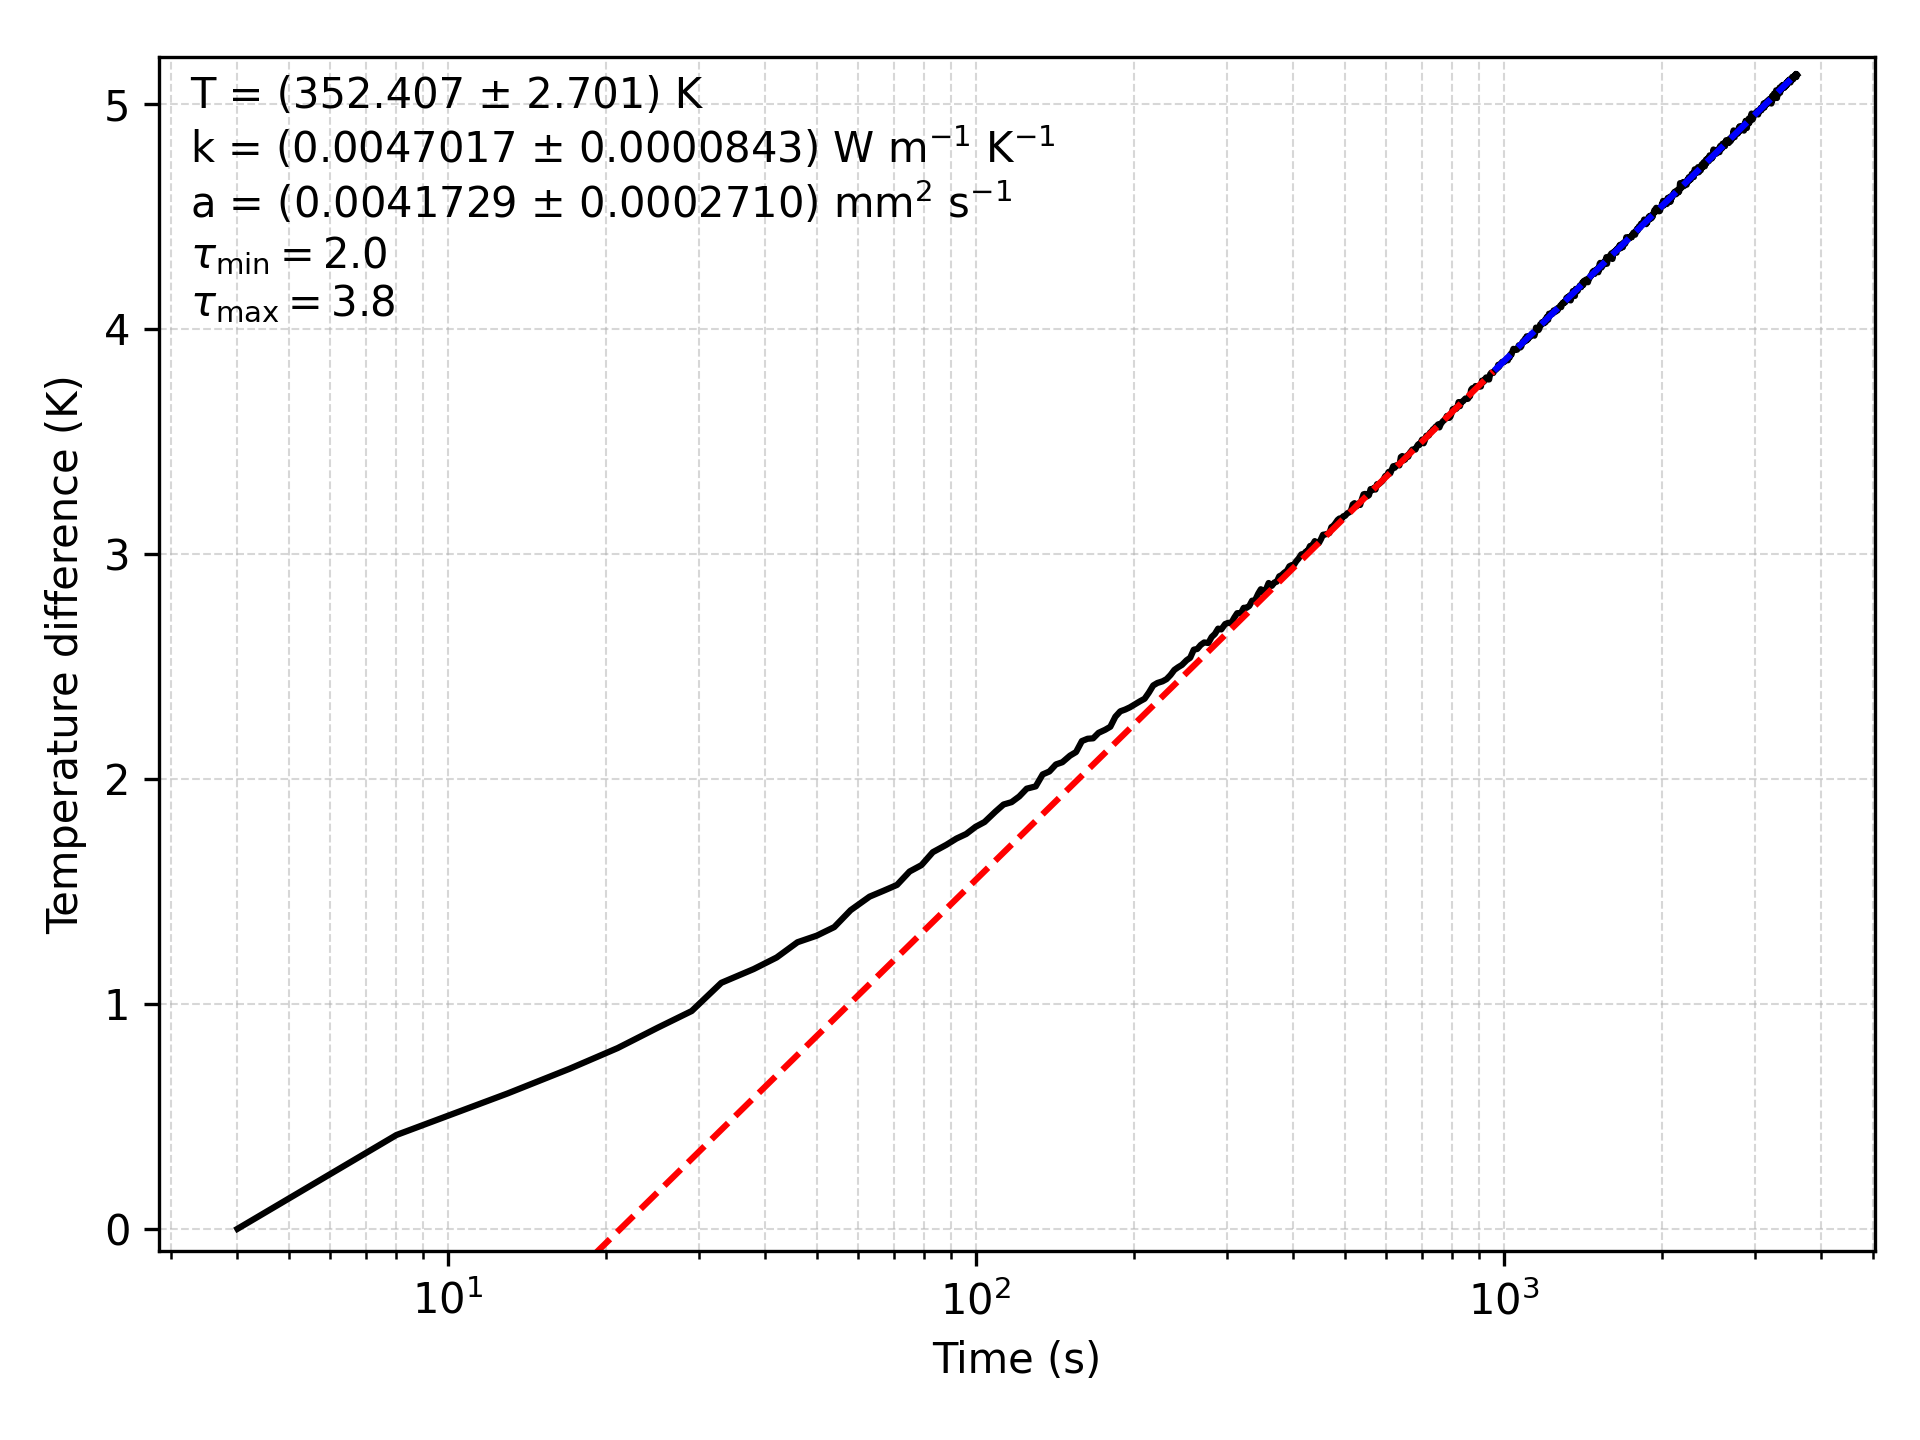 T = (352.407 ± 2.701) K
k = (0.0047017 ± 0.0000843) W m⁻¹ K⁻¹
a = (0.0041729 ± 0.0002710) mm² s⁻¹
τmin = 2.0
τmax = 3.8
5
4
3
2
1
0
Temperature difference (K)
10¹ 10² 10³
Time (s)